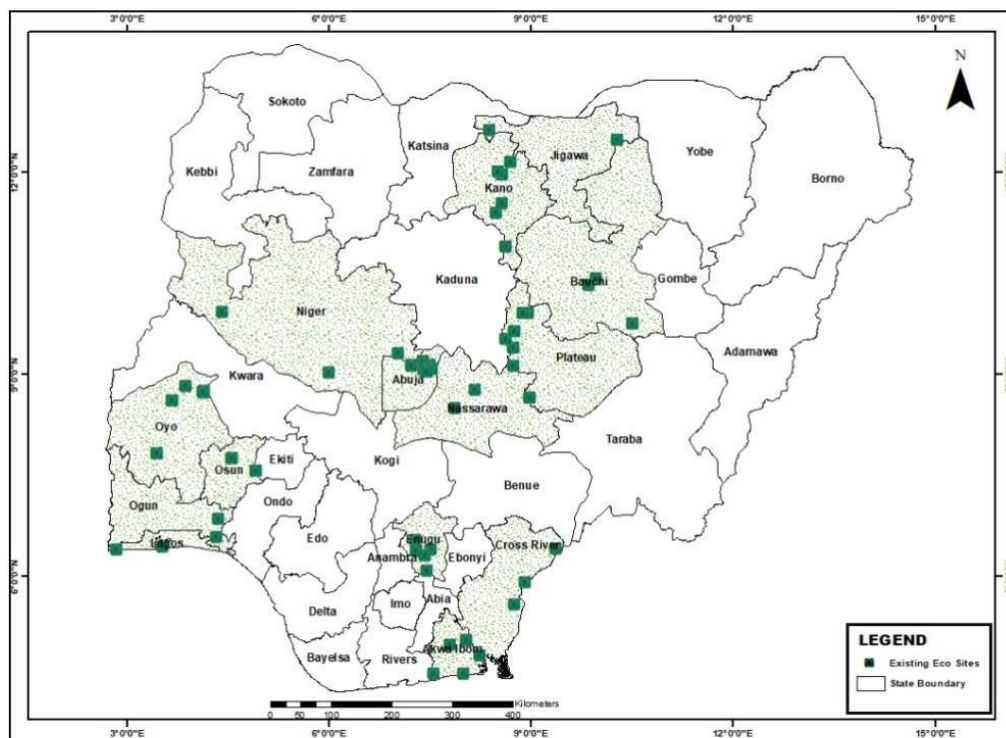 3°0'0"E 6°0'0"E 9°0'0"E 12°0'0"E 15°0'0"E
N
Sokoto
Katsina
Jigawa
Yobe
Borno
Kebbi
Zamfara
Kano
12°0'0"N
Kaduna
Bauchi
Gombe
Niger
Plateau
Adamawa
9°0'0"N
Kwara
Abuja
Nassarawa
Oyo
Taraba
Osun
Ekiti
Kogi
Benue
Ogun
Ondo
Lagos
Edo
Enugu
Anambra
Ebonyi
Cross River
6°0'0"N
Delta
Imo
Abia
Bayelsa
Rivers
Akwa Ibom
LEGEND
Existing Eco Sites
State Boundary
Kilometers
0 50 100 200 300 400
3°0'0"E 6°0'0"E 9°0'0"E 12°0'0"E 15°0'0"E